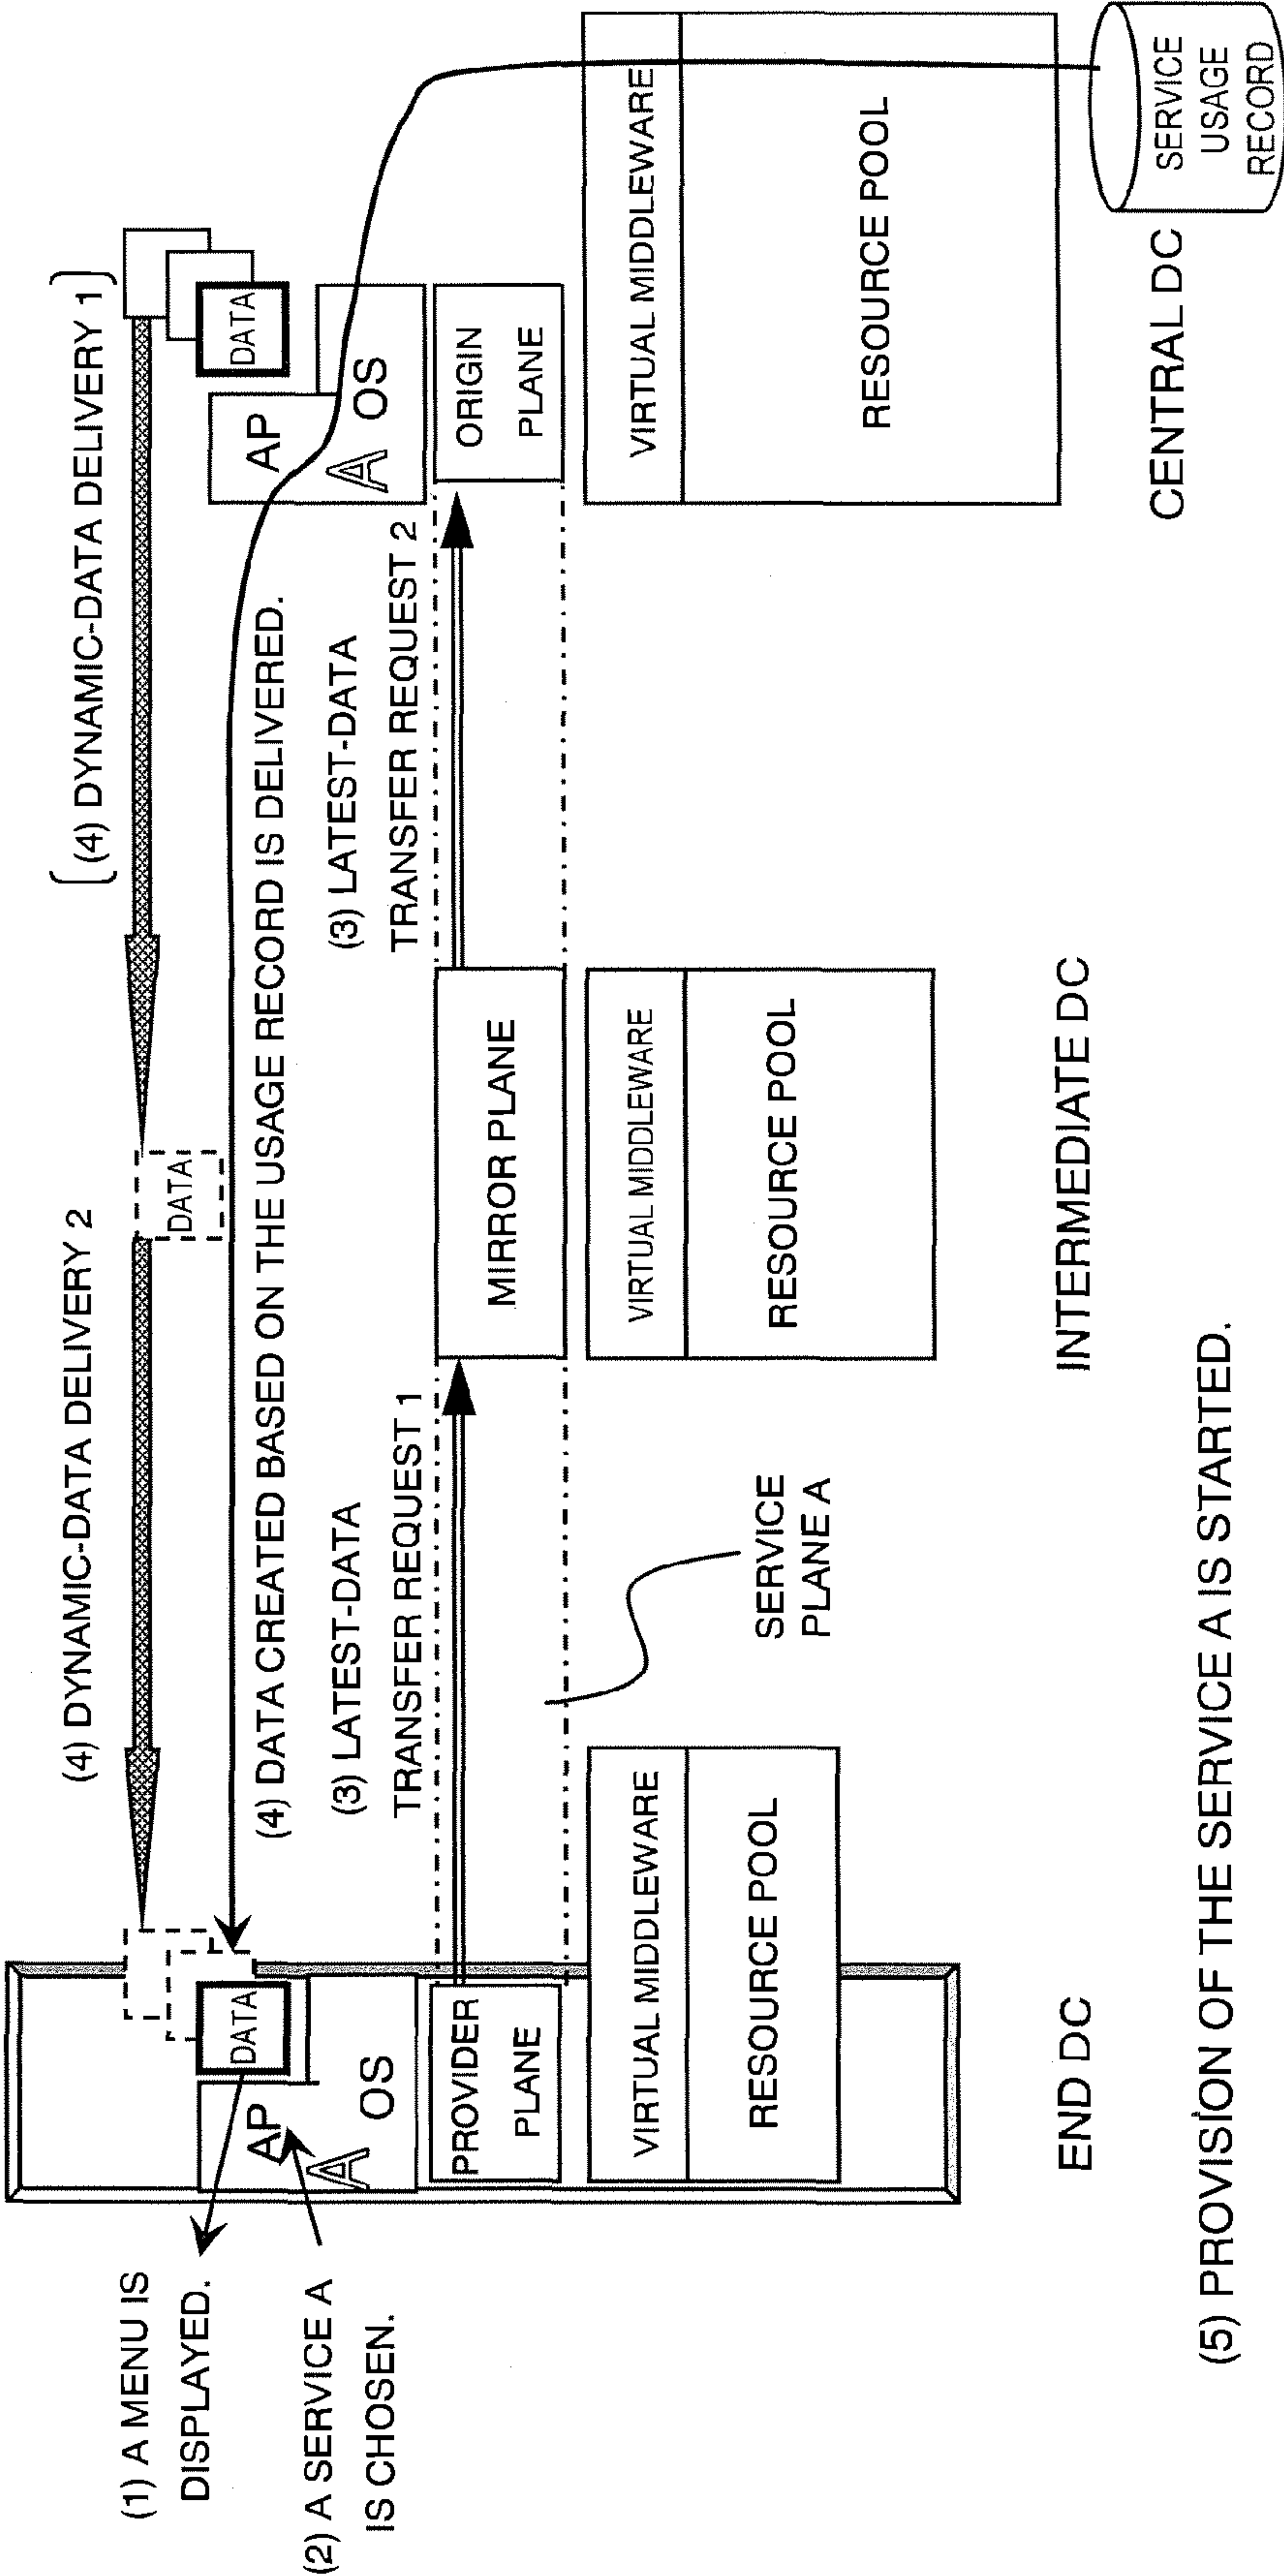 (4) DYNAMIC-DATA DELIVERY 2
(4) DYNAMIC-DATA DELIVERY 1
(1) A MENU IS
DISPLAYED.
(2) A SERVICE A
IS CHOSEN.
DATA
AP
A
OS
PROVIDER
PLANE
VIRTUAL MIDDLEWARE
RESOURCE POOL
END DC
DATA
(4) DATA CREATED BASED ON THE USAGE RECORD IS DELIVERED.
(3) LATEST-DATA
TRANSFER REQUEST 1
SERVICE
PLANE A
MIRROR PLANE
VIRTUAL MIDDLEWARE
RESOURCE POOL
INTERMEDIATE DC
(3) LATEST-DATA
TRANSFER REQUEST 2
DATA
AP
A
OS
ORIGIN
PLANE
VIRTUAL MIDDLEWARE
RESOURCE POOL
CENTRAL DC
SERVICE
USAGE
RECORD
(5) PROVISION OF THE SERVICE A IS STARTED.